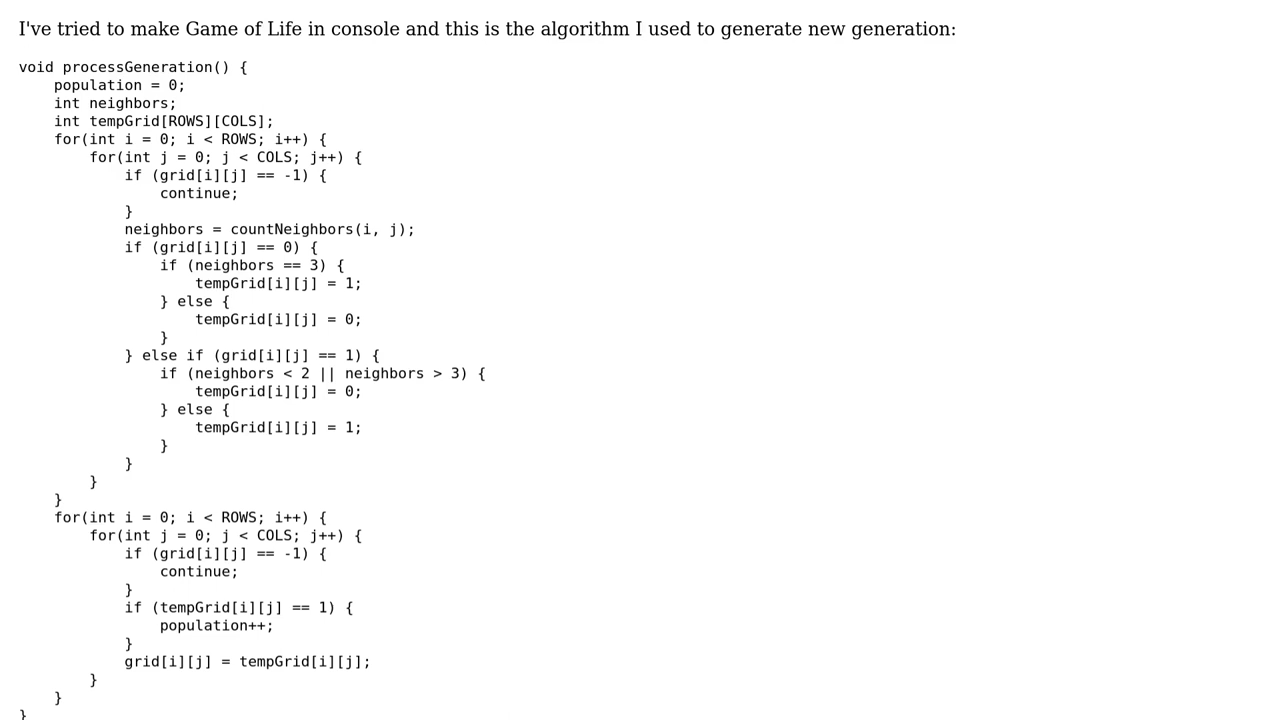 I've tried to make Game of Life in console and this is the algorithm I used to generate new generation:
void processGeneration() {
    population = 0;
    int neighbors;
    int tempGrid[ROWS][COLS];
    for(int i = 0; i < ROWS; i++) {
        for(int j = 0; j < COLS; j++) {
            if (grid[i][j] == -1) {
                continue;
            }
            neighbors = countNeighbors(i, j);
            if (grid[i][j] == 0) {
                if (neighbors == 3) {
                    tempGrid[i][j] = 1;
                } else {
                    tempGrid[i][j] = 0;
                }
            } else if (grid[i][j] == 1) {
                if (neighbors < 2 || neighbors > 3) {
                    tempGrid[i][j] = 0;
                } else {
                    tempGrid[i][j] = 1;
                }
            }
        }
    }
    for(int i = 0; i < ROWS; i++) {
        for(int j = 0; j < COLS; j++) {
            if (grid[i][j] == -1) {
                continue;
            }
            if (tempGrid[i][j] == 1) {
                population++;
            }
            grid[i][j] = tempGrid[i][j];
        }
    }
}